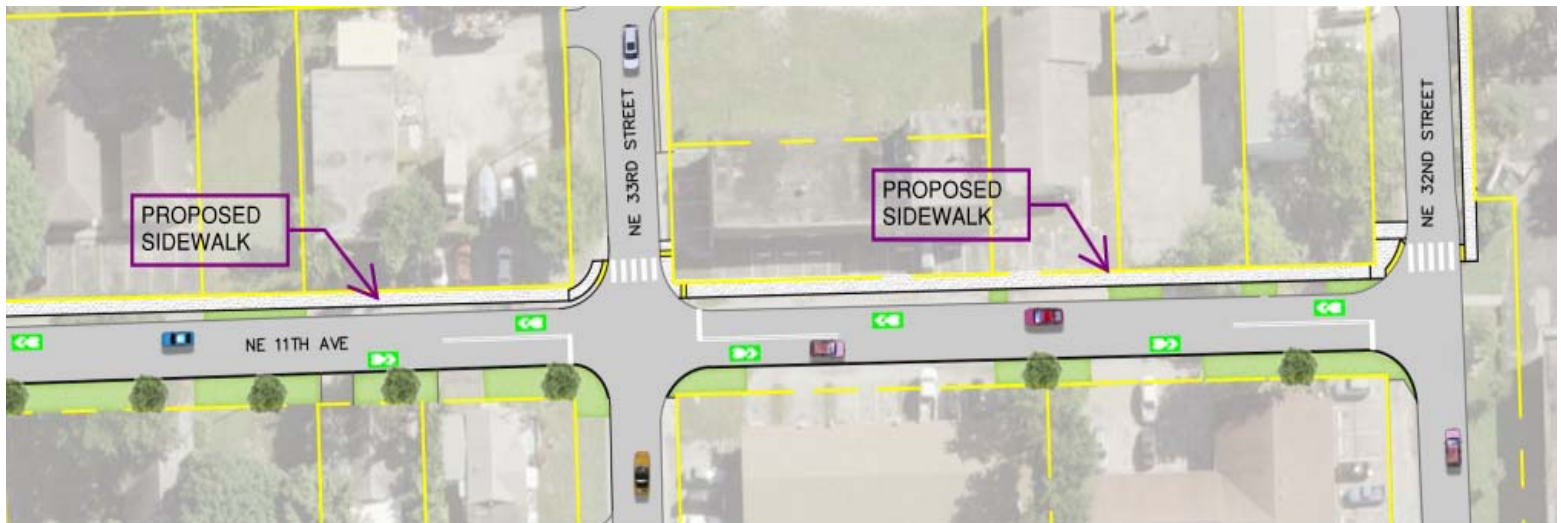 PROPOSED
SIDEWALK
NE 33RD STREET
PROPOSED
SIDEWALK
NE 32ND STREET
NE 11TH AVE